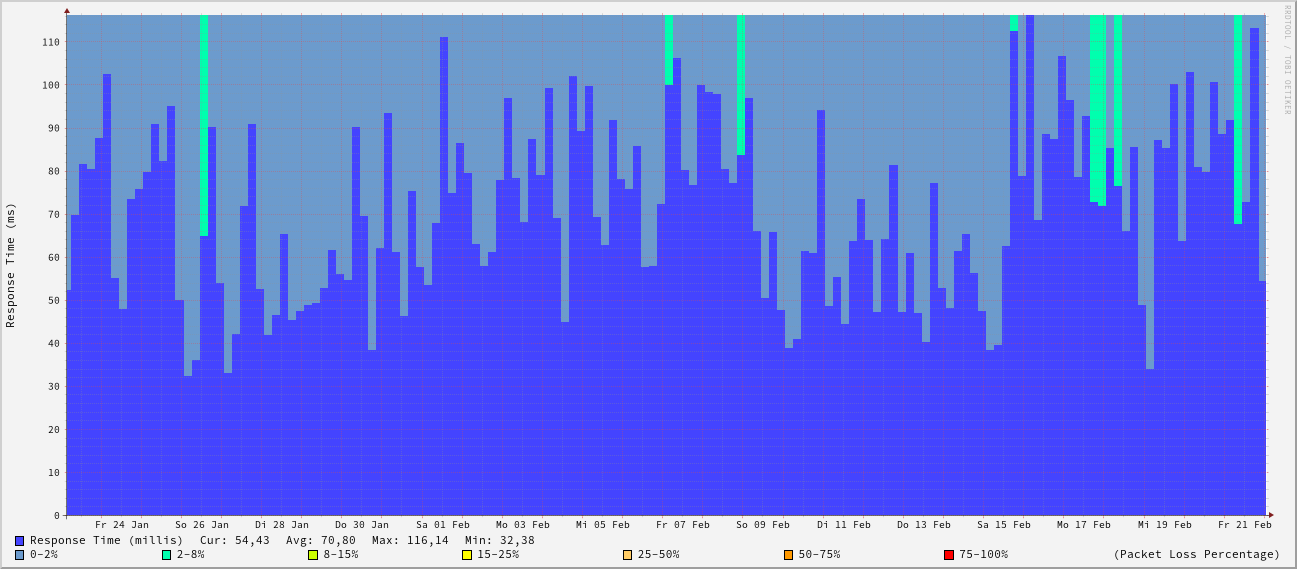 RRDTOOL / TOBI OETIKER
Response Time (ms)
110
100
90
80
70
60
50
40
30
20
10
0
Fr 24 Jan So 26 Jan Di 28 Jan Do 30 Jan Sa 01 Feb Mo 03 Feb Mi 05 Feb Fr 07 Feb So 09 Feb Di 11 Feb Do 13 Feb Sa 15 Feb Mo 17 Feb Mi 19 Feb Fr 21 Feb
Response Time (millis) Cur: 54,43 Avg: 70,80 Max: 116,14 Min: 32,38
0-2% 2-8% 8-15% 15-25% 25-50% 50-75% 75-100% (Packet Loss Percentage)